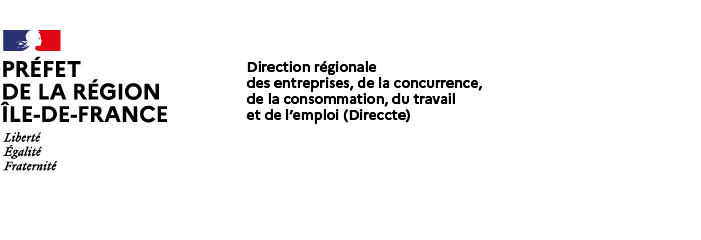 PRÉFET
DE LA RÉGION
ÎLE-DE-FRANCE
Liberté
Égalité
Fraternité
Direction régionale
des entreprises, de la concurrence,
de la consommation, du travail
et de l'emploi (Direccte)